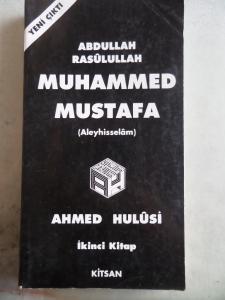 YENİ ÇIKTI
ABDULLAH
RASÛLULLAH
MUHAMMED
MUSTAFA
(Aleyhisselâm)
AHMED HULÛSİ
İkinci Kitap
KİTSAN